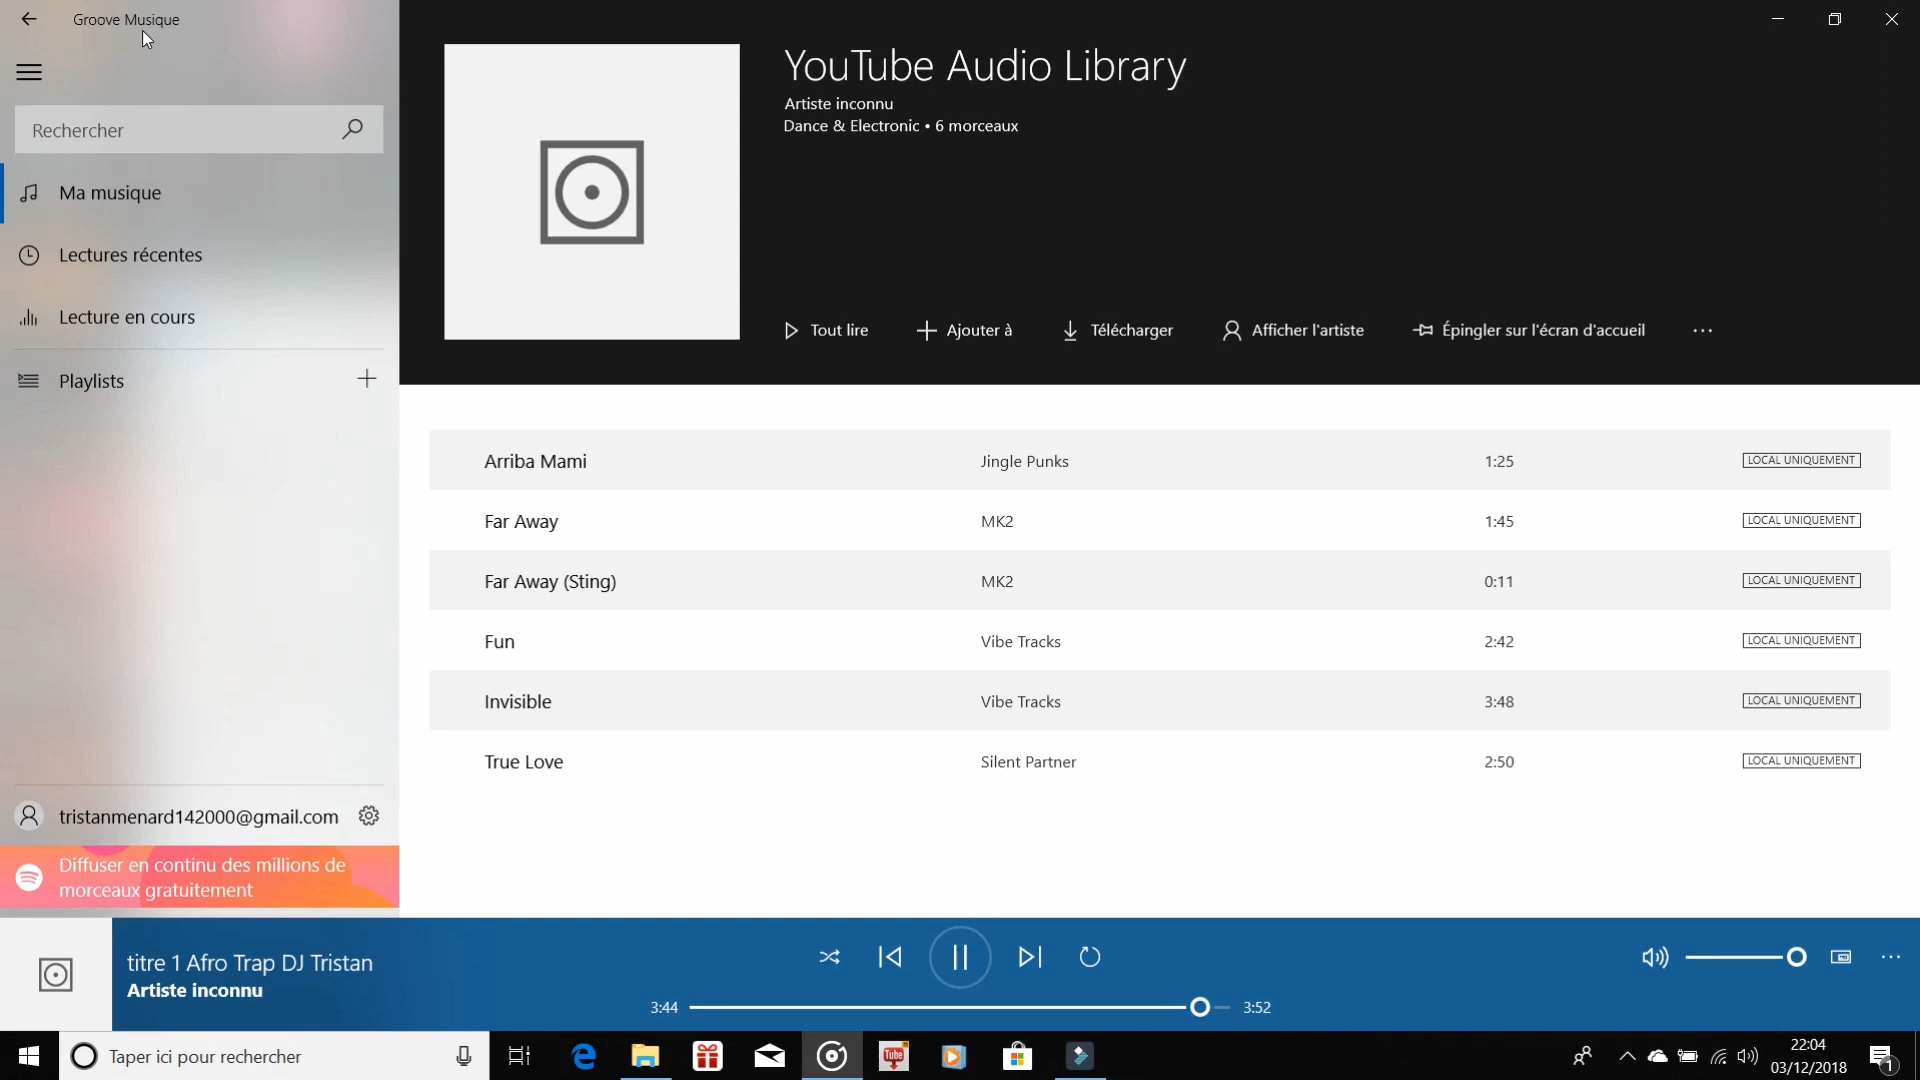 Groove Musique
Rechercher
Ma musique
Lectures récentes
Lecture en cours
Playlists
tristanmenard142000@gmail.com
Diffuser en continu des millions de
morceaux gratuitement
YouTube Audio Library
Artiste inconnu
Dance & Electronic • 6 morceaux
Tout lire Ajouter à Télécharger Afficher l'artiste Épingler sur l'écran d'accueil ...
Arriba Mami Jingle Punks 1:25 LOCAL UNIQUEMENT
Far Away MK2 1:45 LOCAL UNIQUEMENT
Far Away (Sting) MK2 0:11 LOCAL UNIQUEMENT
Fun Vibe Tracks 2:42 LOCAL UNIQUEMENT
Invisible Vibe Tracks 3:48 LOCAL UNIQUEMENT
True Love Silent Partner 2:50 LOCAL UNIQUEMENT
titre 1 Afro Trap DJ Tristan
Artiste inconnu
3:44 3:52
Taper ici pour rechercher
Tube
22:04
03/12/2018
1